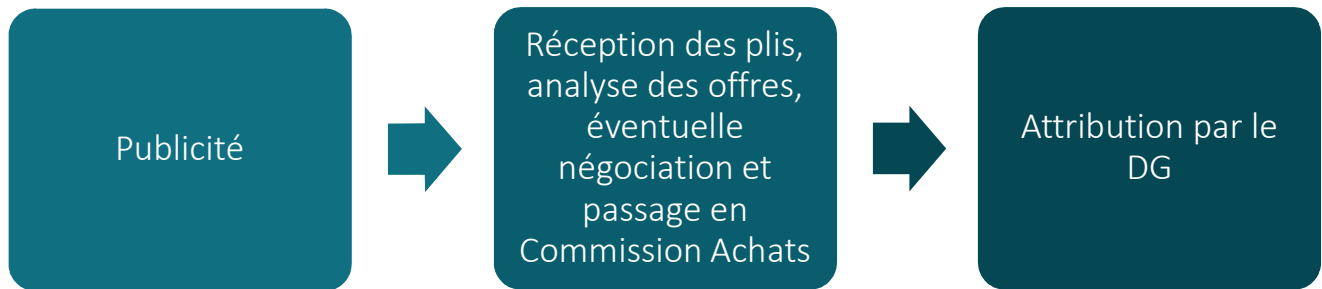 Publicité
Réception des plis,
analyse des offres,
éventuelle
négociation et
passage en
Commission Achats
Attribution par le
DG